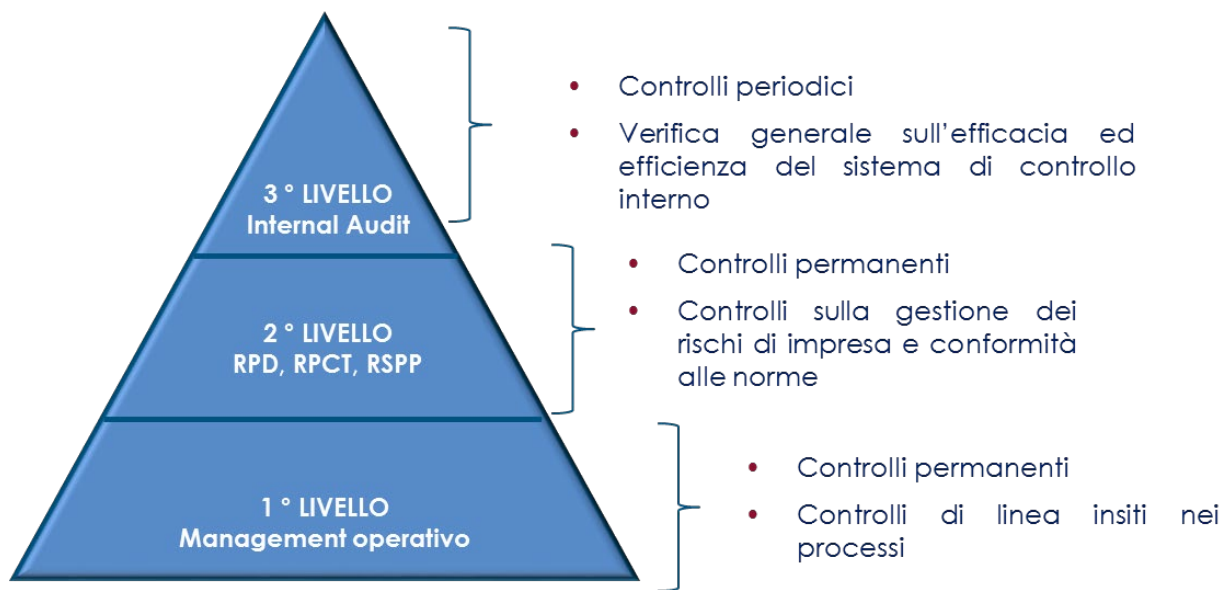 3 ° LIVELLO
Internal Audit
• Controlli periodici
• Verifica generale sull’efficacia ed
efficienza del sistema di controllo
interno
2 ° LIVELLO
RPD, RPCT, RSPP
• Controlli permanenti
• Controlli sulla gestione dei
rischi di impresa e conformità
alle norme
1 ° LIVELLO
Management operativo
• Controlli permanenti
• Controlli di linea insiti nei
processi